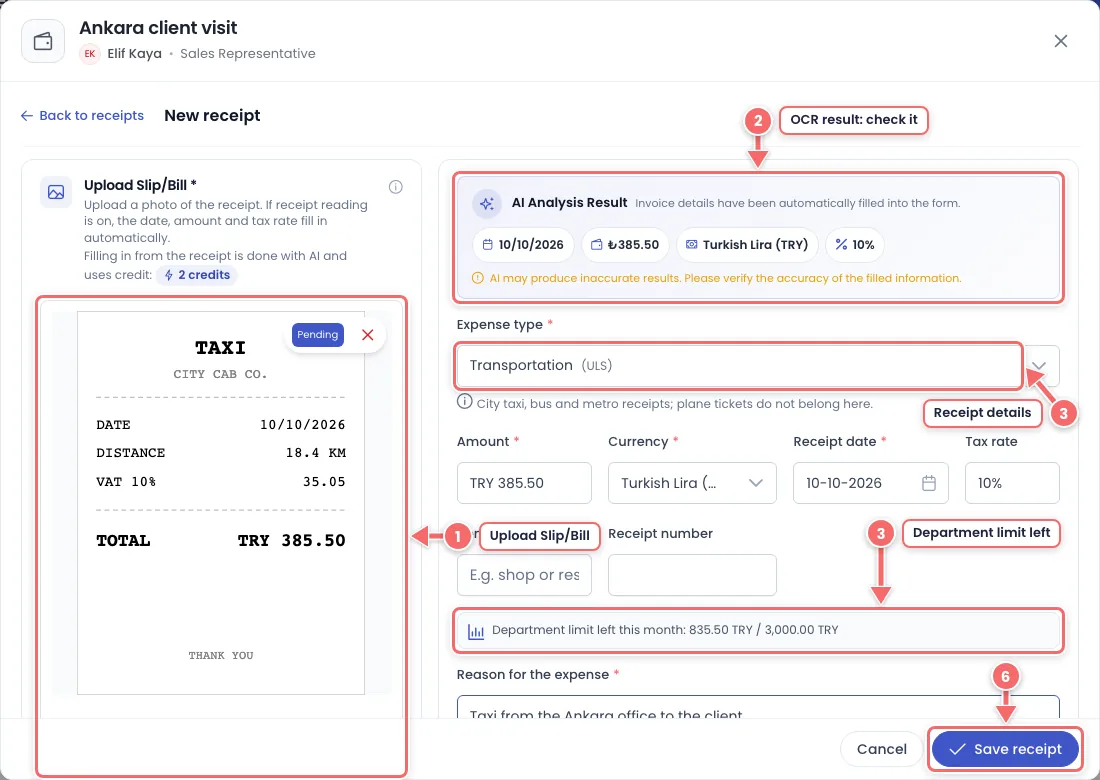 Ankara client visit
EK Elif Kaya • Sales Representative
← Back to receipts New receipt
2 OCR result: check it
Upload Slip/Bill *
Upload a photo of the receipt. If receipt reading
is on, the date, amount and tax rate fill in
automatically.
Filling in from the receipt is done with AI and
uses credit: 2 credits
Pending
TAXI
CITY CAB CO.
DATE 10/10/2026
DISTANCE 18.4 KM
VAT 10% 35.05
TOTAL TRY 385.50
THANK YOU
1 Upload Slip/Bill
AI Analysis Result Invoice details have been automatically filled into the form.
10/10/2026 ₺385.50 Turkish Lira (TRY) 10%
AI may produce inaccurate results. Please verify the accuracy of the filled information.
Expense type *
Transportation (ULS)
City taxi, bus and metro receipts; plane tickets do not belong here.
Receipt details 3
Amount * Currency * Receipt date * Tax rate
TRY 385.50 Turkish Lira (... 10-10-2026 10%
Receipt number
3 Department limit left
E.g. shop or res
Department limit left this month: 835.50 TRY / 3,000.00 TRY
Reason for the expense *
6
Taxi from the Ankara office to the client
Cancel Save receipt